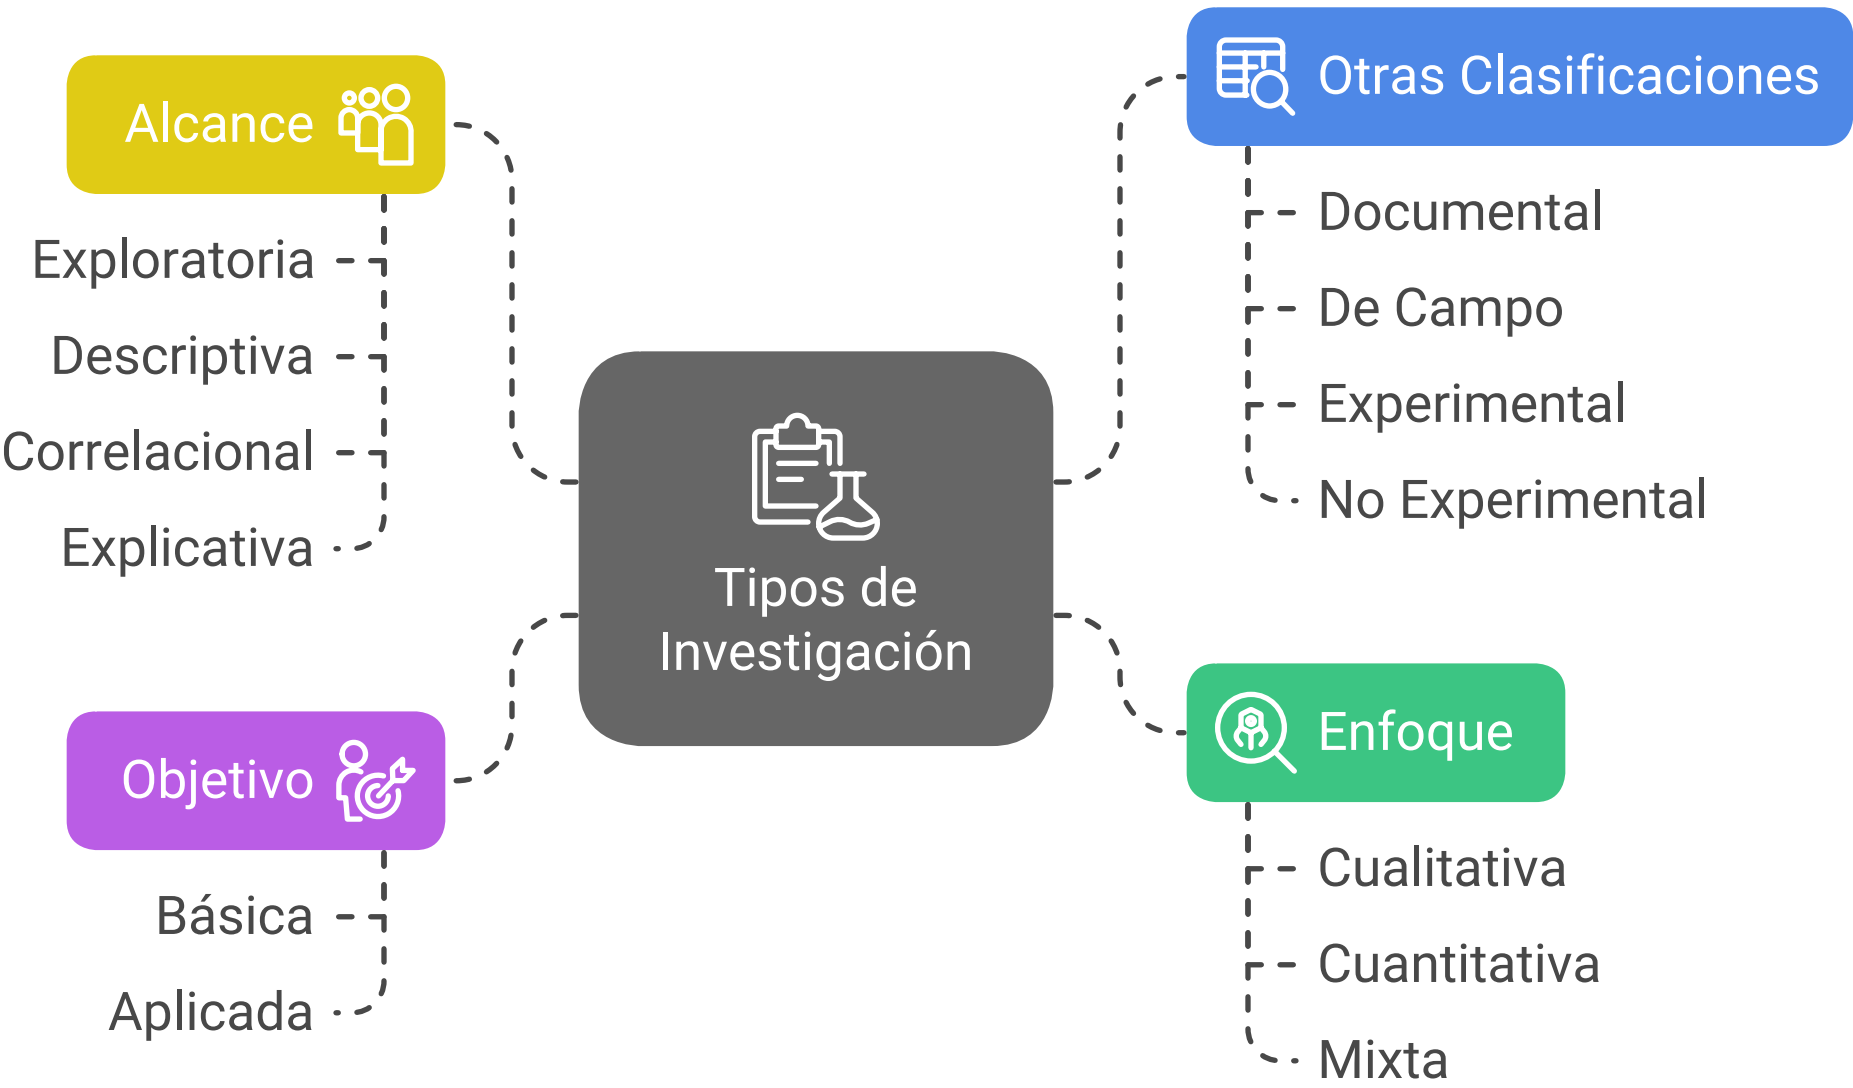 Alcance
Exploratoria
Descriptiva
Correlacional
Explicativa
Objetivo
Básica
Aplicada
Tipos de
Investigación
Otras Clasificaciones
Documental
De Campo
Experimental
No Experimental
Enfoque
Cualitativa
Cuantitativa
Mixta